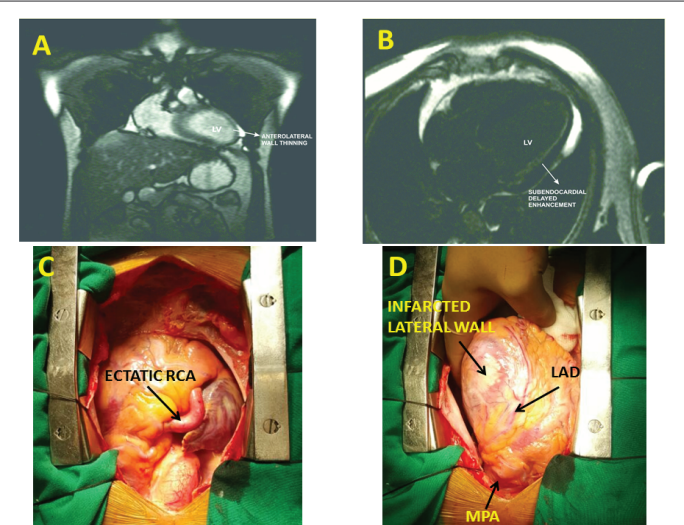 A
LV
ANTEROLATERAL
WALL THINNING
B
LV
SUBENDOCARDIAL
DELAYED
ENHANCEMENT
C
ECTATIC RCA
D
INFARCTED
LATERAL WALL
LAD
MPA